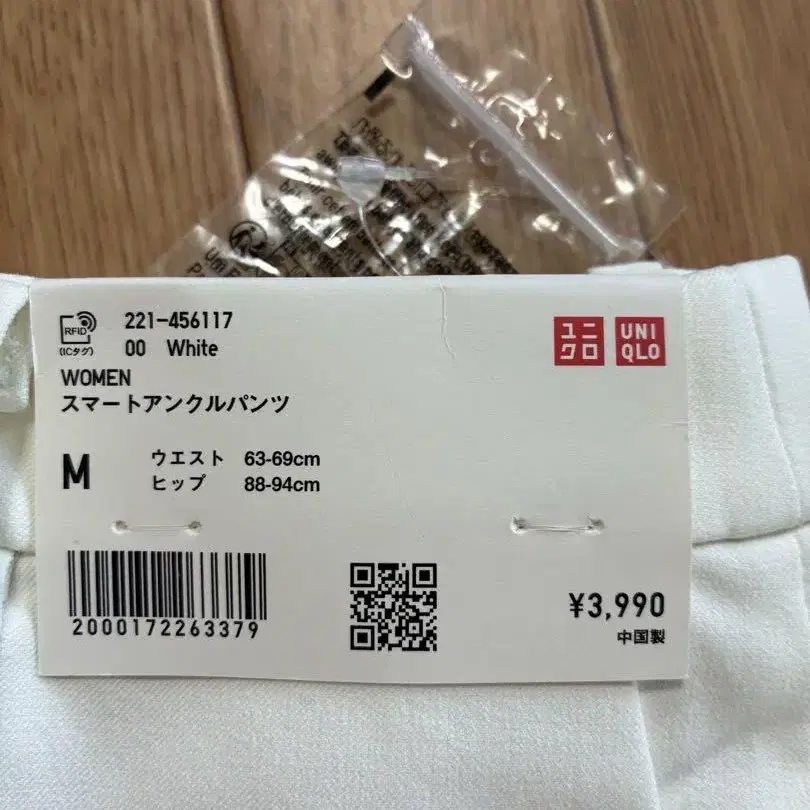 RFID
(ICタグ)
221-456117
00 White
WOMEN
スマートアンクルパンツ
ユニクロ
UNIQLO
M
ウエスト 63-69cm
ヒップ 88-94cm
2000172263379
¥3,990
中国製